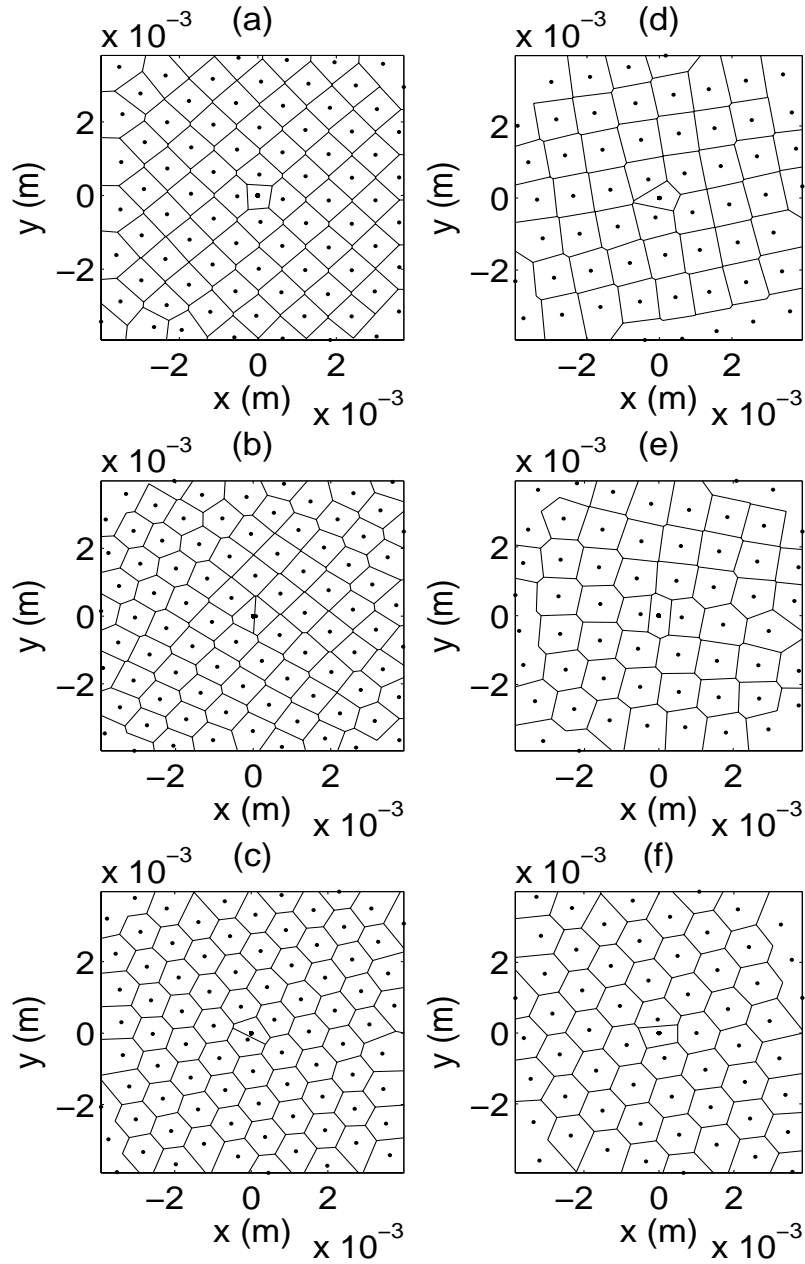 x 10⁻³ (a)
y (m)
2
0
−2
−2 0 2
x (m) x 10⁻³
x 10⁻³ (d)
y (m)
2
0
−2
−2 0 2
x (m) x 10⁻³
x 10⁻³ (b)
y (m)
2
0
−2
−2 0 2
x (m) x 10⁻³
x 10⁻³ (e)
y (m)
2
0
−2
−2 0 2
x (m) x 10⁻³
x 10⁻³ (c)
y (m)
2
0
−2
−2 0 2
x (m) x 10⁻³
x 10⁻³ (f)
y (m)
2
0
−2
−2 0 2
x (m) x 10⁻³